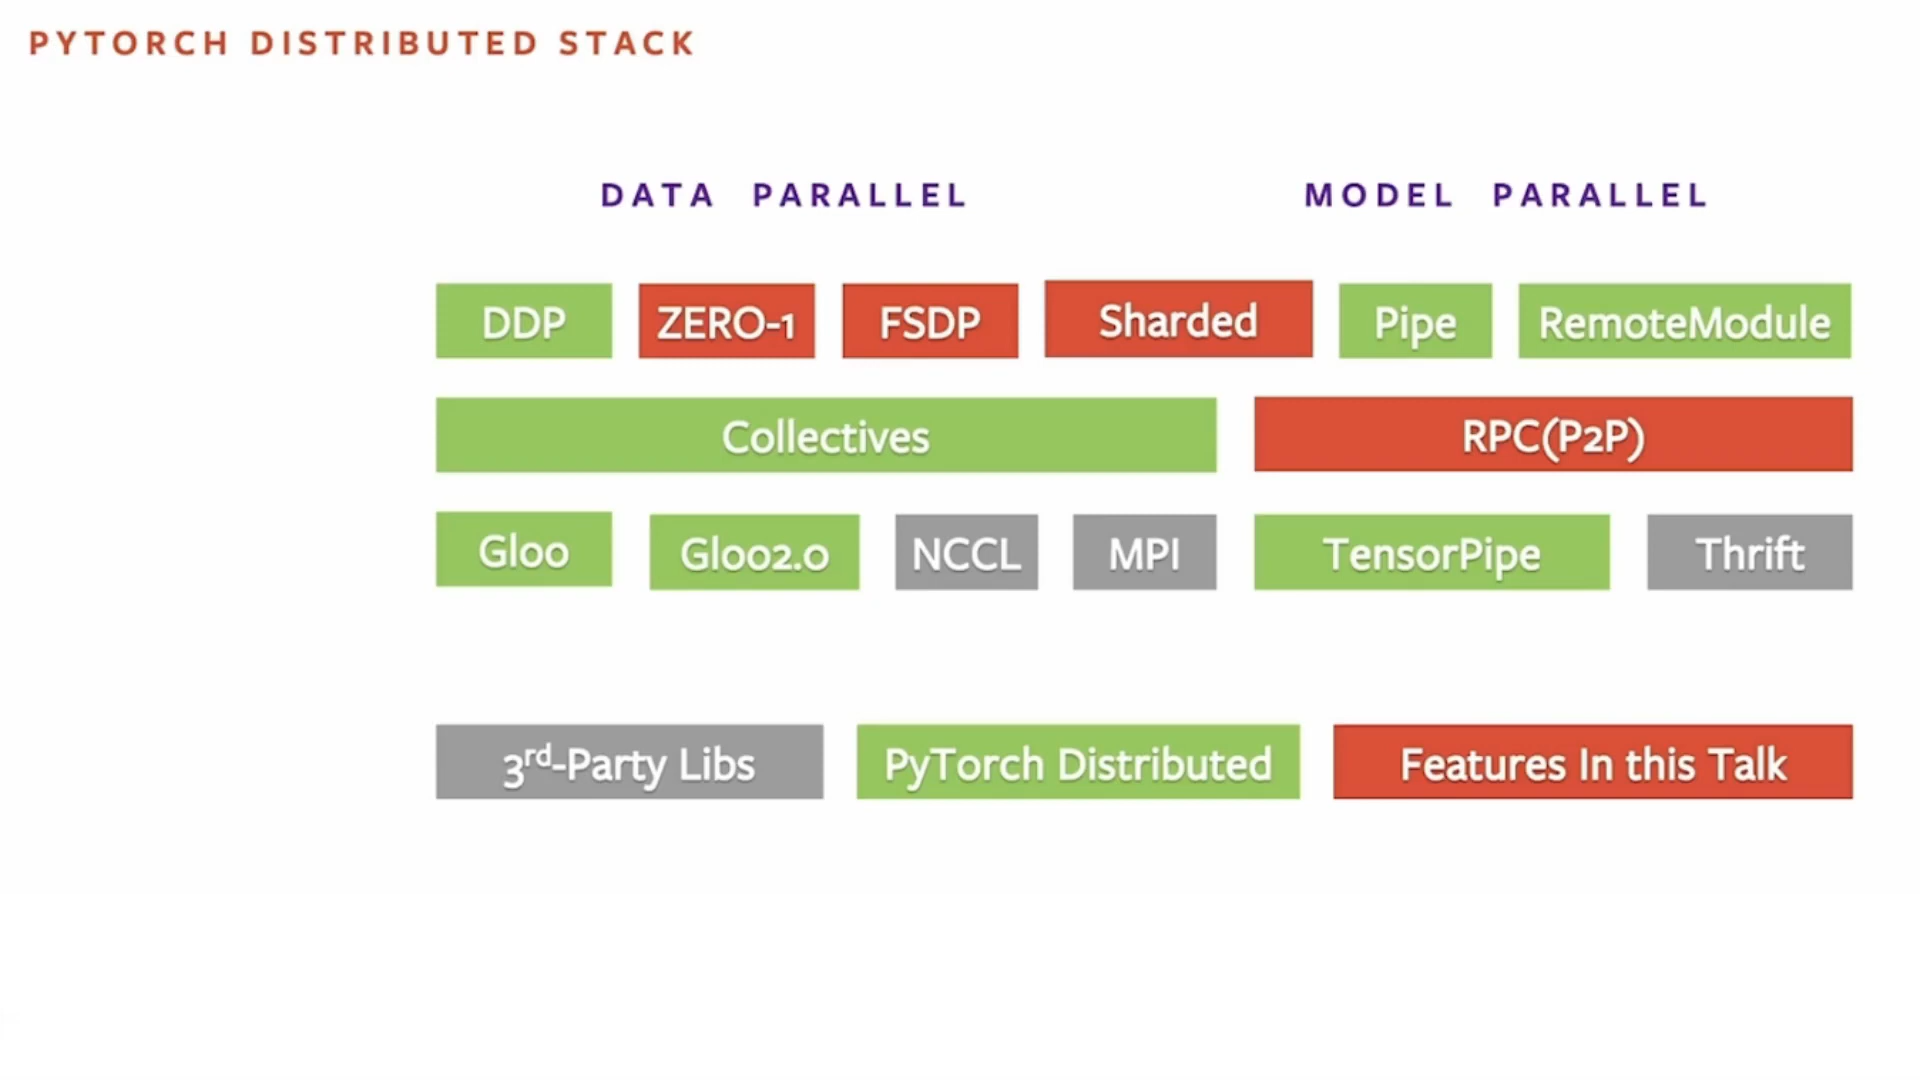 PYTORCH DISTRIBUTED STACK
DATA PARALLEL MODEL PARALLEL
DDP ZERO-1 FSDP Sharded Pipe RemoteModule
Collectives RPC(P2P)
Gloo Gloo2.0 NCCL MPI TensorPipe Thrift
3rd-Party Libs PyTorch Distributed Features In this Talk